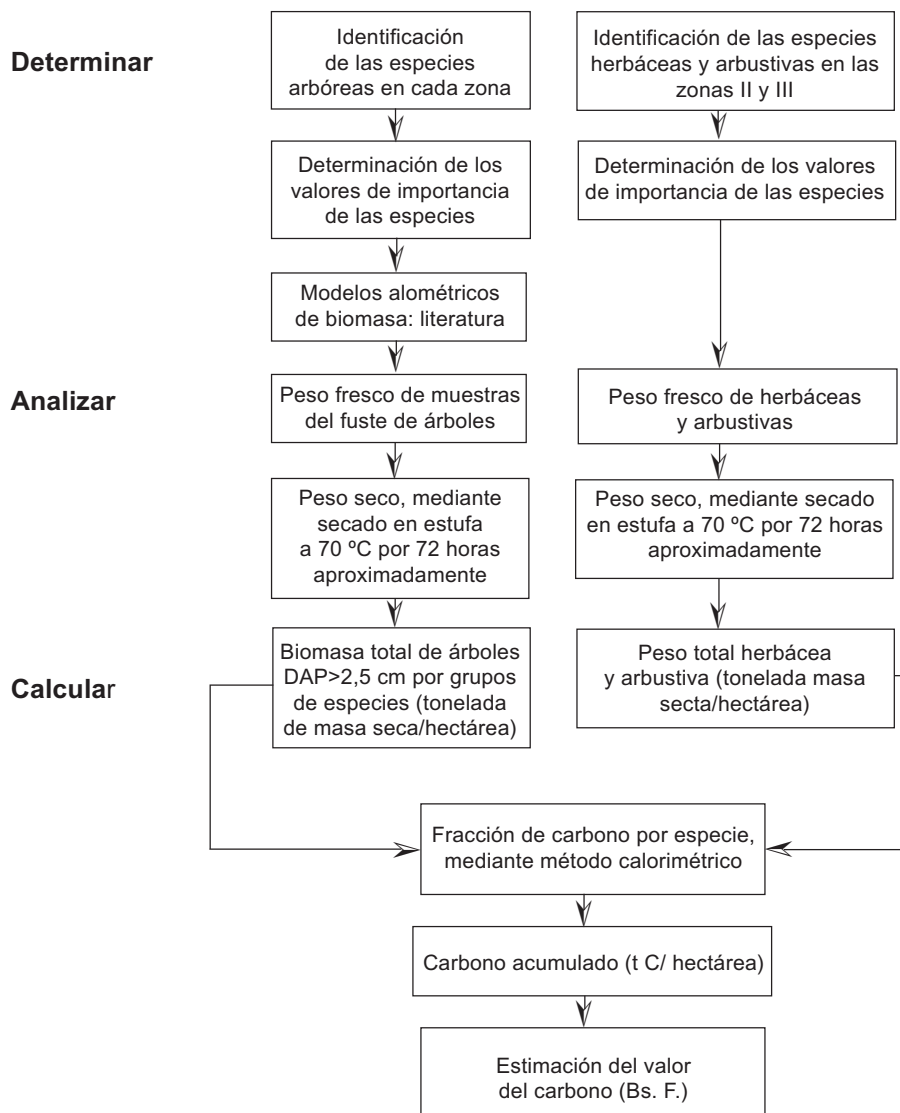 Determinar
Identificación
de las especies
arbóreas en cada zona
Identificación de las especies
herbáceas y arbustivas en las
zonas II y III
Determinación de los
valores de importancia
de las especies
Determinación de los valores
de importancia de las especies
Modelos alométricos
de biomasa: literatura
Analizar
Peso fresco de muestras
del fuste de árboles
Peso fresco de herbáceas
y arbustivas
Peso seco, mediante
secado en estufa
a 70 ºC por 72 horas
aproximadamente
Peso seco, mediante secado
en estufa a 70 ºC por 72 horas
aproximadamente
Calcular
Biomasa total de árboles
DAP>2,5 cm por grupos
de especies (tonelada
de masa seca/hectárea)
Peso total herbácea
y arbustiva (tonelada masa
secta/hectárea)
Fracción de carbono por especie,
mediante método calorimétrico
Carbono acumulado (t C/ hectárea)
Estimación del valor
del carbono (Bs. F.)